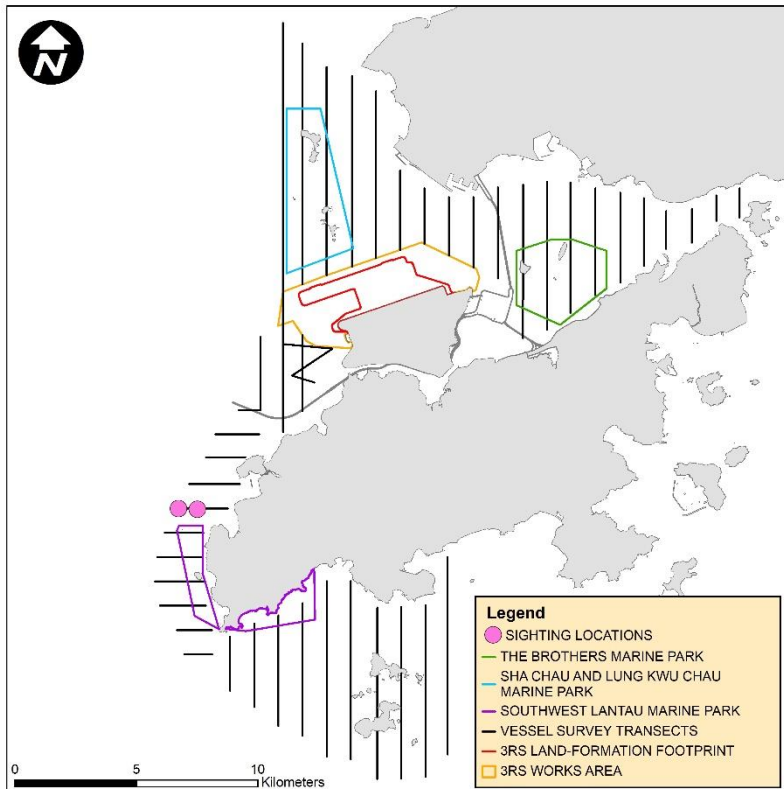 N
Legend
SIGHTING LOCATIONS
THE BROTHERS MARINE PARK
SHA CHAU AND LUNG KWU CHAU
MARINE PARK
SOUTHWEST LANTAU MARINE PARK
VESSEL SURVEY TRANSECTS
3RS LAND-FORMATION FOOTPRINT
3RS WORKS AREA
0 5 10
Kilometers